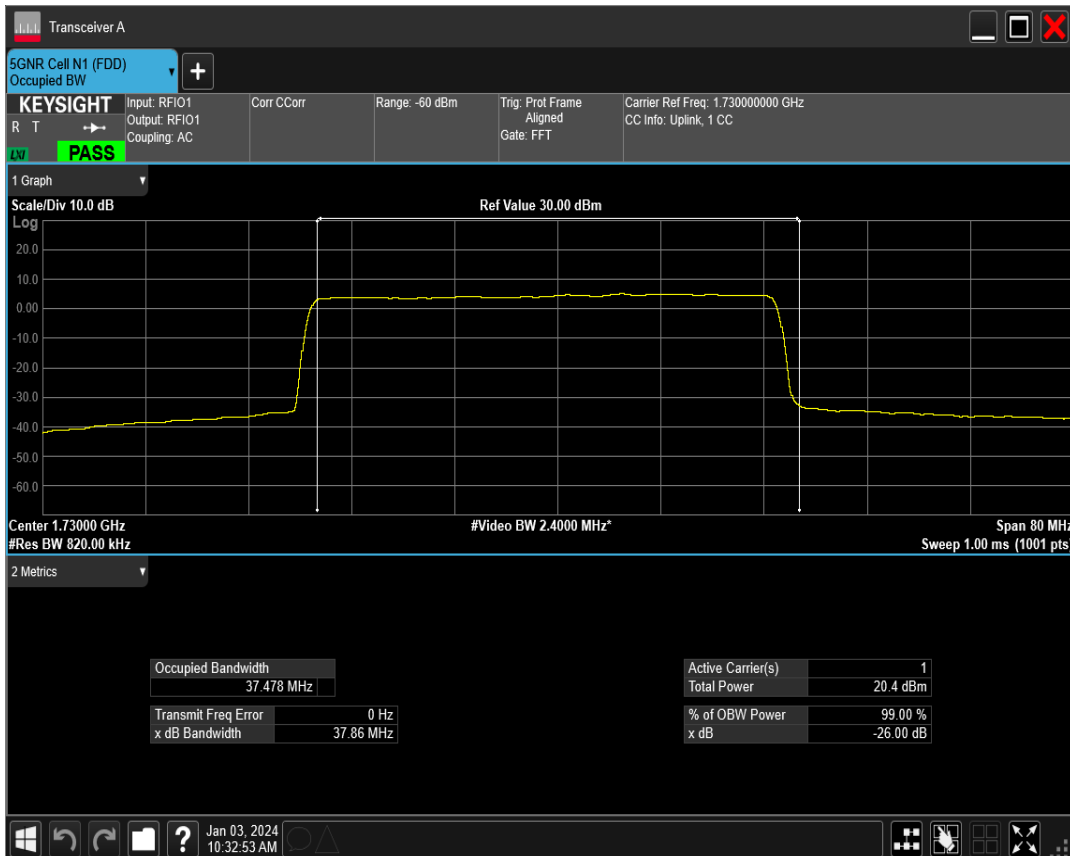 Transceiver A
5GNR Cell N1 (FDD)
Occupied BW
+
KEYSIGHT
R T
LXI
PASS
Input: RFIO1
Output: RFIO1
Coupling: AC
Corr CCorr
Range: -60 dBm
Trig: Prot Frame
Aligned
Gate: FFT
Carrier Ref Freq: 1.730000000 GHz
CC Info: Uplink, 1 CC
1 Graph
Scale/Div 10.0 dB
Ref Value 30.00 dBm
Log
20.0
10.0
0.00
-10.0
-20.0
-30.0
-40.0
-50.0
-60.0
Center 1.73000 GHz
#Video BW 2.4000 MHz*
Span 80 MHz
#Res BW 820.00 kHz
Sweep 1.00 ms (1001 pts)
2 Metrics
Occupied Bandwidth
37.478 MHz
Transmit Freq Error 0 Hz
x dB Bandwidth 37.86 MHz
Active Carrier(s) 1
Total Power 20.4 dBm
% of OBW Power 99.00 %
x dB -26.00 dB
?
Jan 03, 2024
10:32:53 AM